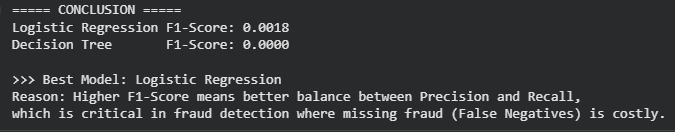 ===== CONCLUSION =====
Logistic Regression F1-Score: 0.0018
Decision Tree       F1-Score: 0.0000

>>> Best Model: Logistic Regression
Reason: Higher F1-Score means better balance between Precision and Recall,
which is critical in fraud detection where missing fraud (False Negatives) is costly.